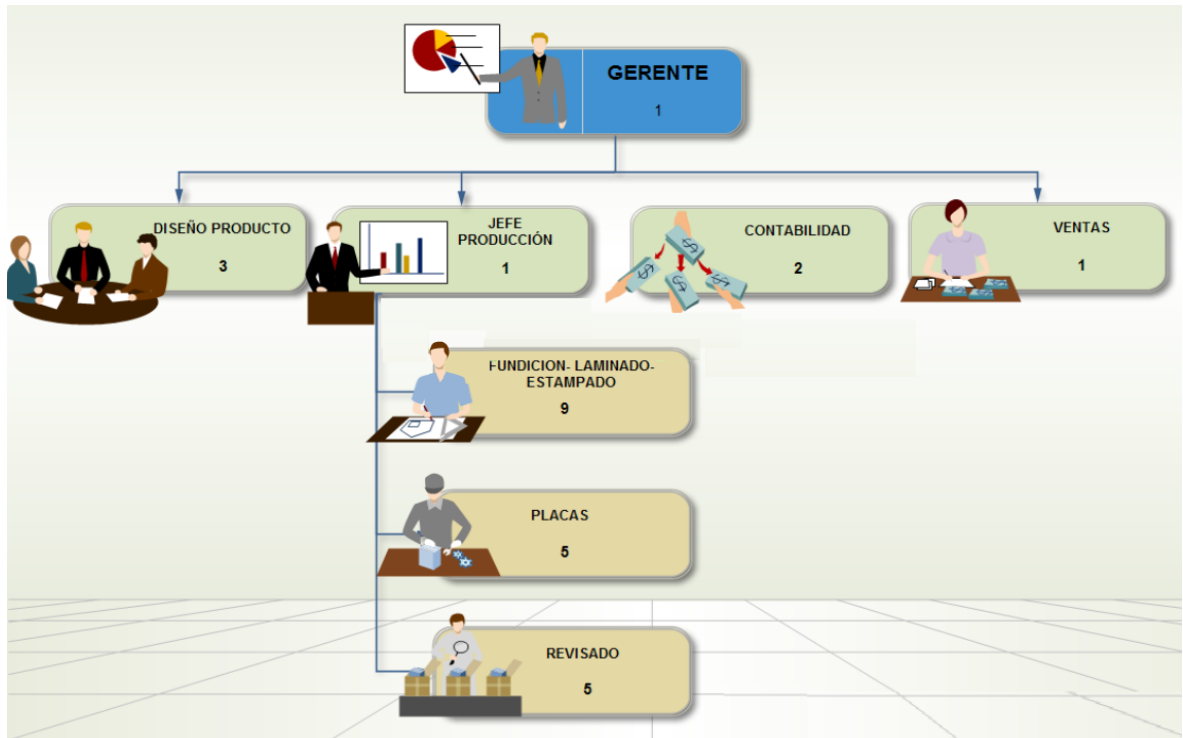 GERENTE
1
DISEÑO PRODUCTO
3
JEFE
PRODUCCIÓN
1
CONTABILIDAD
2
VENTAS
1
FUNDICION- LAMINADO-
ESTAMPADO
9
PLACAS
5
REVISADO
5